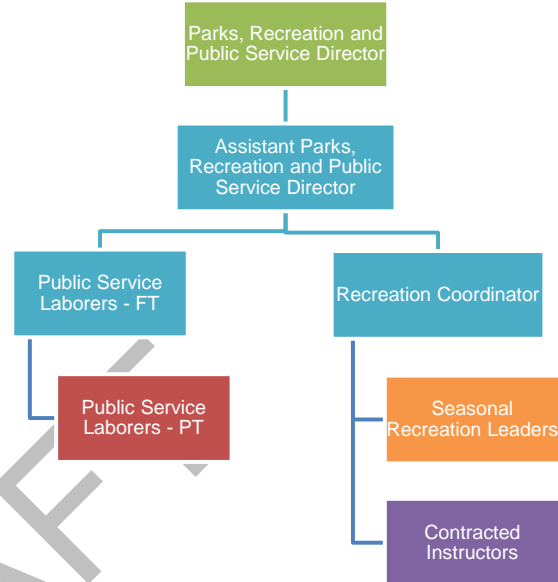 Parks, Recreation and
Public Service Director
Assistant Parks,
Recreation and Public
Service Director
Public Service
Laborers - FT
Recreation Coordinator
Public Service
Laborers - PT
Seasonal
Recreation Leaders
Contracted
Instructors